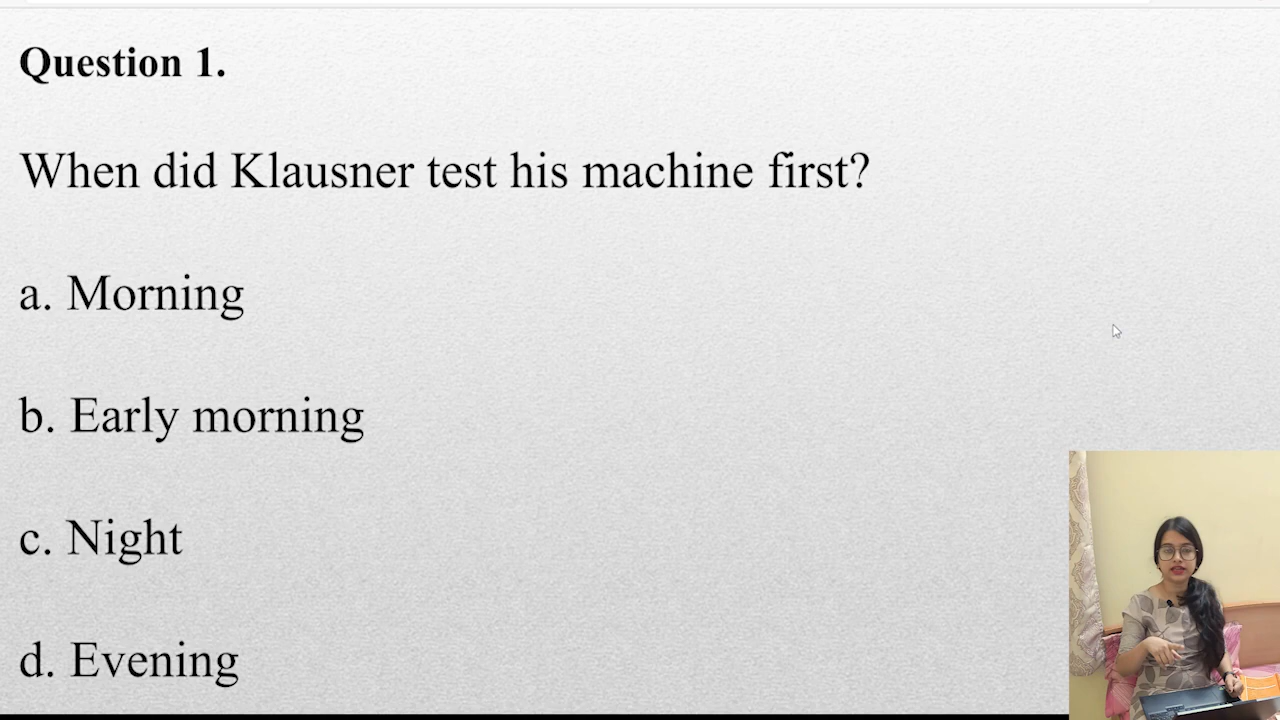 Question 1.
When did Klausner test his machine first?
a. Morning
b. Early morning
c. Night
d. Evening